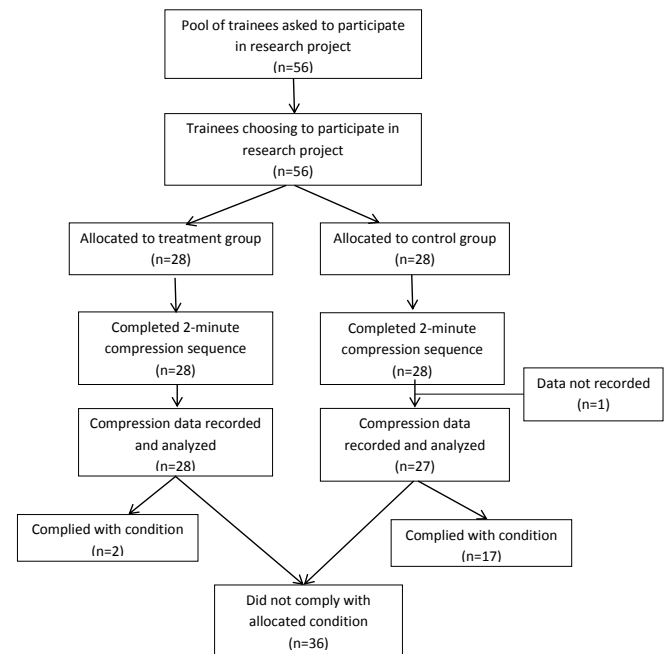 Pool of trainees asked to participate
in research project
(n=56)
Trainees choosing to participate in
research project
(n=56)
Allocated to treatment group
(n=28)
Allocated to control group
(n=28)
Completed 2-minute
compression sequence
(n=28)
Completed 2-minute
compression sequence
(n=28)
Data not recorded
(n=1)
Compression data recorded
and analyzed
(n=28)
Compression data
recorded and analyzed
(n=27)
Complied with condition
(n=2)
Complied with condition
(n=17)
Did not comply with
allocated condition
(n=36)